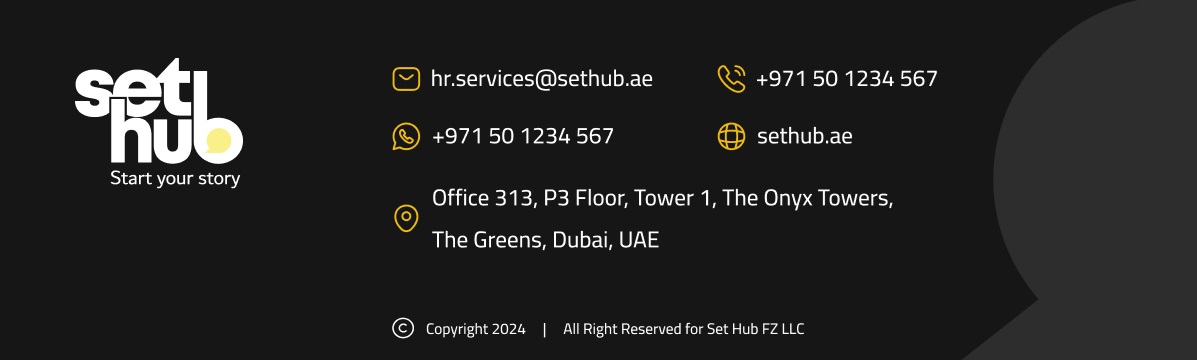 set
hub
Start your story
hr.services@sethub.ae
+971 50 1234 567
+971 50 1234 567
sethub.ae
Office 313, P3 Floor, Tower 1, The Onyx Towers,
The Greens, Dubai, UAE
© Copyright 2024 | All Right Reserved for Set Hub FZ LLC